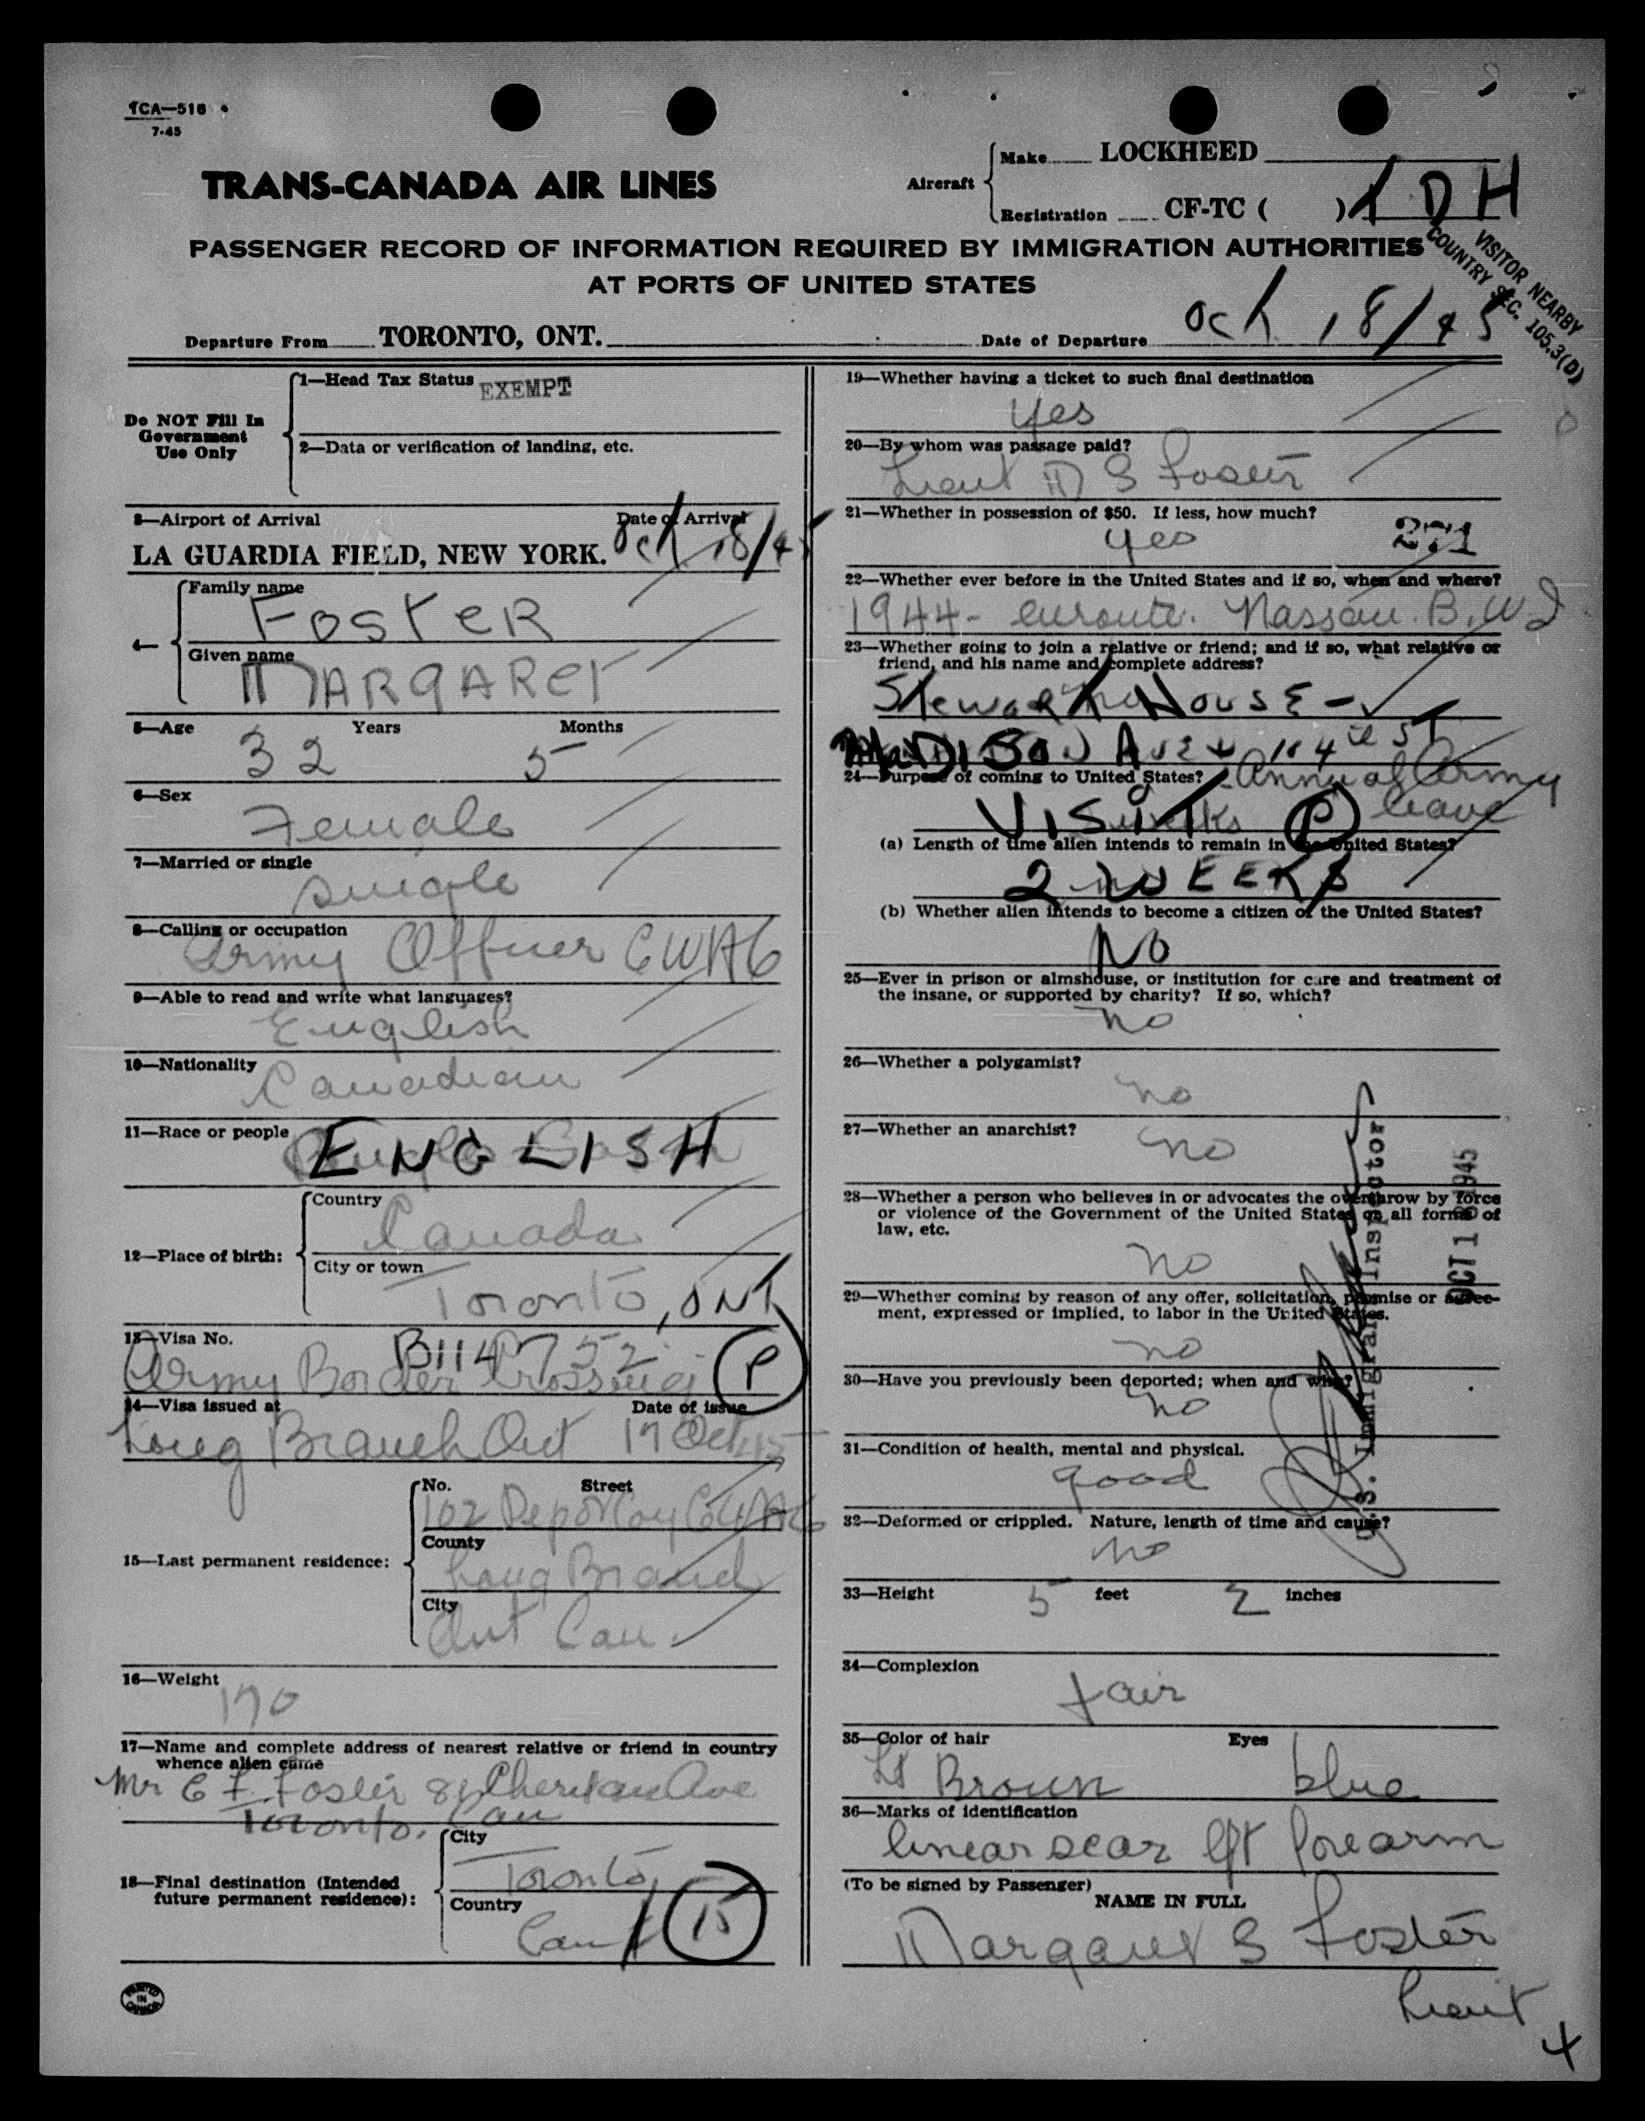 TCA—518
7-45
TRANS-CANADA AIR LINES
Aircraft
Make LOCKHEED
Registration CF-TC ( ) DH
PASSENGER RECORD OF INFORMATION REQUIRED BY IMMIGRATION AUTHORITIES
AT PORTS OF UNITED STATES
VISITOR NEARBY
COUNTRY SEC. 105.3(D)
Departure From TORONTO, ONT.
Date of Departure Oct. 18/45
Do NOT Fill In
Government
Use Only
1—Head Tax Status EXEMPT
2—Data or verification of landing, etc.
3—Airport of Arrival Date of Arrival
LA GUARDIA FIELD, NEW YORK. Oct 18/45
4—
Family name
FOSTER
Given name
MARGARET
5—Age 32 Years 5 Months
6—Sex
Female
7—Married or single
single
8—Calling or occupation
Army Officer CWAC
9—Able to read and write what languages?
English
10—Nationality
Canadian
11—Race or people
ENGLISH
12—Place of birth:
Country
Canada
City or town
Toronto, ONT
13—Visa No. B114752
Army Border Crossing P
14—Visa issued at Date of issue
Long Branch Ont 17 Oct 45
15—Last permanent residence:
No. Street
102 Depot Coy CWAC
County
Long Branch
City
Ont Can.
16—Weight
170
17—Name and complete address of nearest relative or friend in country
whence alien came
Mr E F Foster Ave
Toronto. Can
18—Final destination (Intended
future permanent residence):
City
Toronto,
Country
Can 15
PRINTED
IN
CANADA
19—Whether having a ticket to such final destination
Yes
20—By whom was passage paid?
Lieut M S Foster
21—Whether in possession of $50. If less, how much?
yes 271
22—Whether ever before in the United States and if so, when and where?
1944 - enroute. Nassau. B.W.I
23—Whether going to join a relative or friend; and if so, what relative or
friend, and his name and complete address?
HOUSE -
MADISON Ave + ST
24—Purpose of coming to United States? Annual Army
VISIT P leave
(a) Length of time alien intends to remain in the United States?
2 WEEKS
(b) Whether alien intends to become a citizen of the United States?
No
25—Ever in prison or almshouse, or institution for care and treatment of
the insane, or supported by charity? If so, which?
no
26—Whether a polygamist?
no
27—Whether an anarchist?
no
28—Whether a person who believes in or advocates the overthrow by force
or violence of the Government of the United States or all forms of
law, etc.
no
29—Whether coming by reason of any offer, solicitation, promise or agree-
ment, expressed or implied, to labor in the United States.
no
30—Have you previously been deported; when and why?
no
31—Condition of health, mental and physical.
good
32—Deformed or crippled. Nature, length of time and cause?
no
33—Height 5 feet 2 inches
34—Complexion
fair
35—Color of hair Eyes
Lt Brown blue
36—Marks of identification
linear scar lft forearm
(To be signed by Passenger)
NAME IN FULL
Margaret S Foster
Lieut
4
U.S. Immigrant Inspector
OCT 18 1945